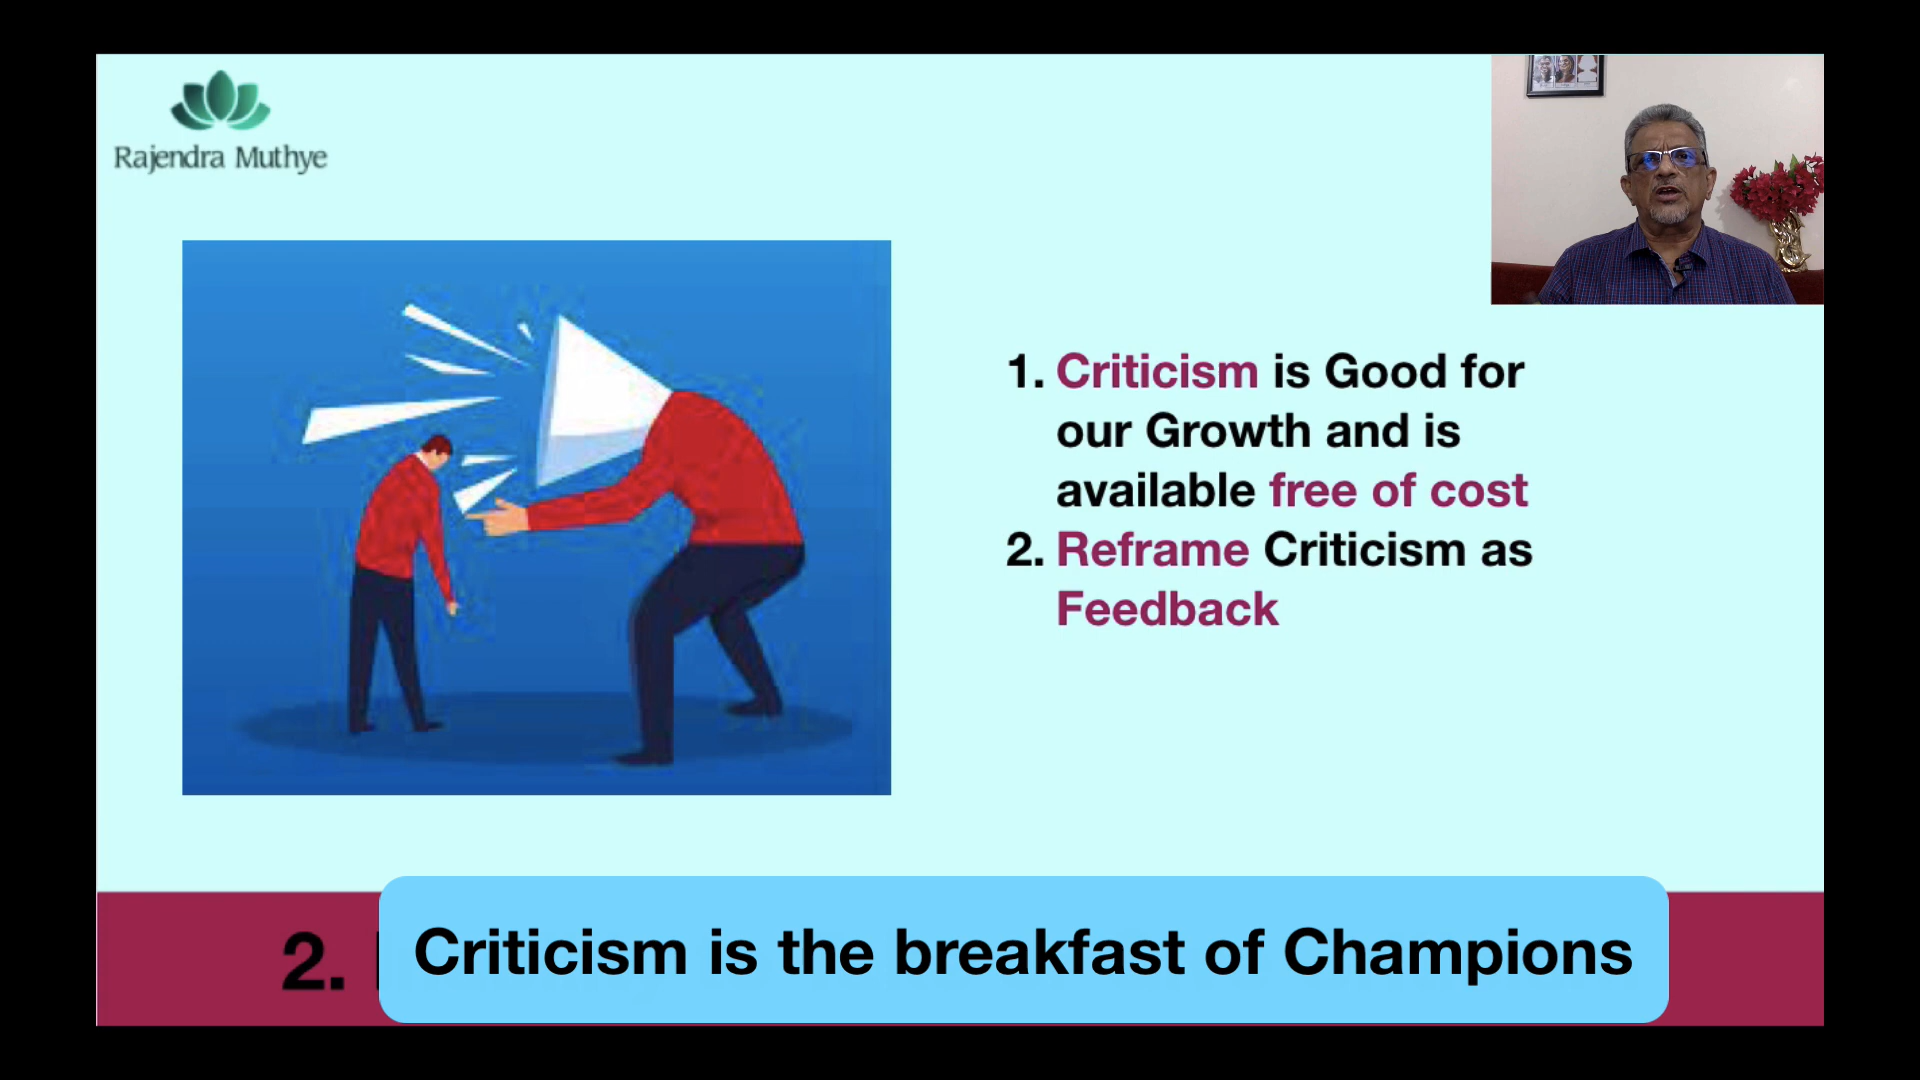 Rajendra Muthye
1. Criticism is Good for
our Growth and is
available free of cost
2. Reframe Criticism as
Feedback
2.
Criticism is the breakfast of Champions